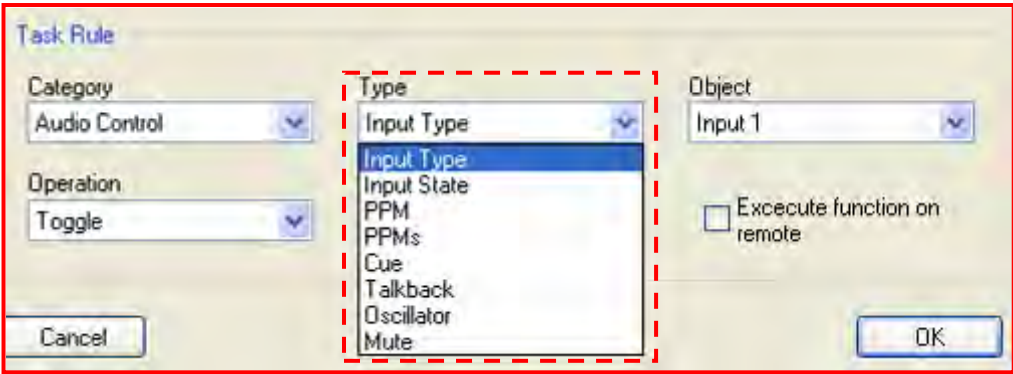 Task Rule
Category
Type
Object
Audio Control
Input Type
Input 1
Input Type
Input State
PPM
PPMs
Cue
Talkback
Oscillator
Mute
Operation
Toggle
Excecute function on
remote
Cancel
OK